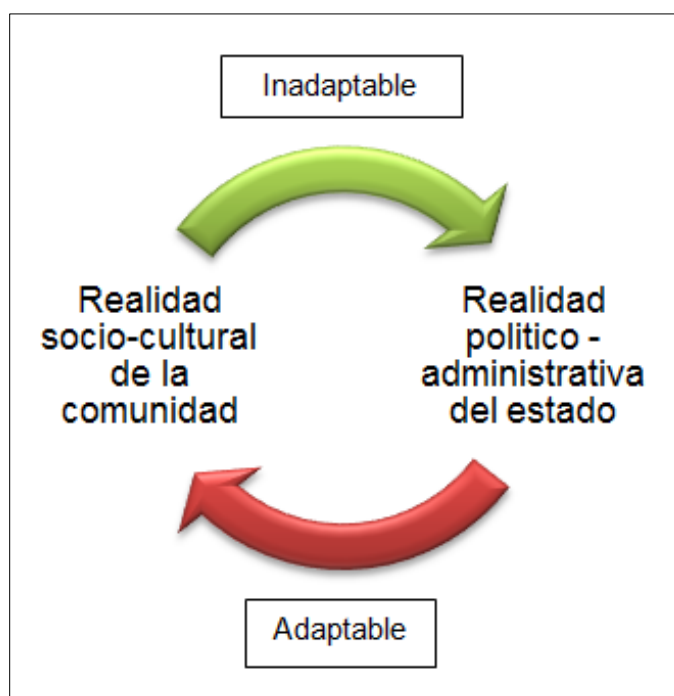 Inadaptable
Realidad
socio-cultural
de la
comunidad
Realidad
politico -
administrativa
del estado
Adaptable